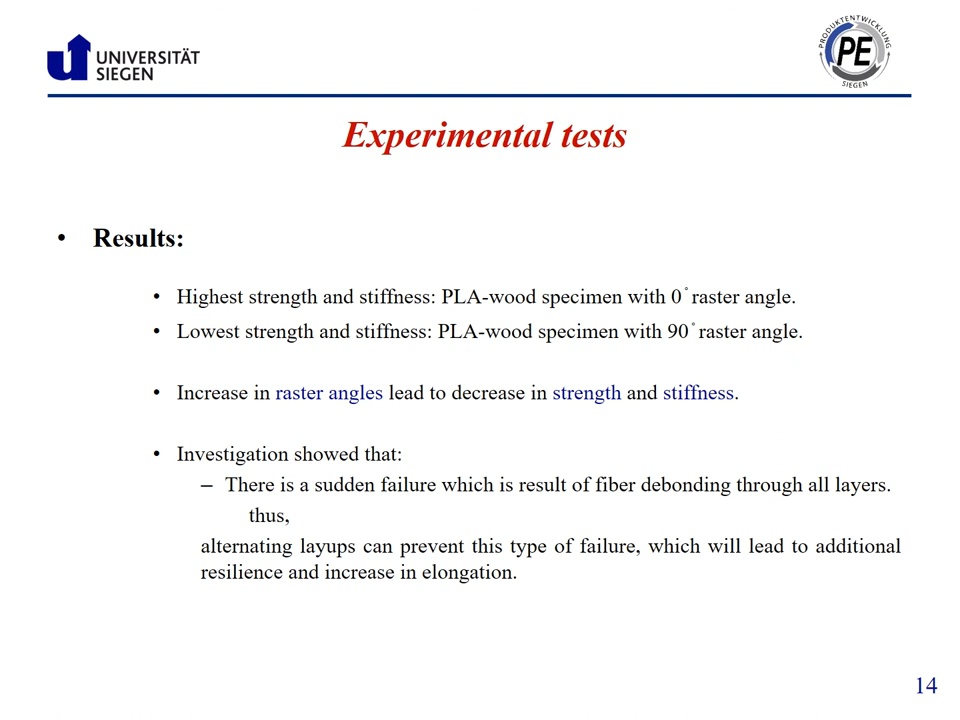 UNIVERSITÄT
SIEGEN
PRODUKTENTWICKLUNG
PE
SIEGEN
Experimental tests
• Results:
• Highest strength and stiffness: PLA-wood specimen with 0° raster angle.
• Lowest strength and stiffness: PLA-wood specimen with 90° raster angle.
• Increase in raster angles lead to decrease in strength and stiffness.
• Investigation showed that:
– There is a sudden failure which is result of fiber debonding through all layers.
thus,
alternating layups can prevent this type of failure, which will lead to additional
resilience and increase in elongation.
14